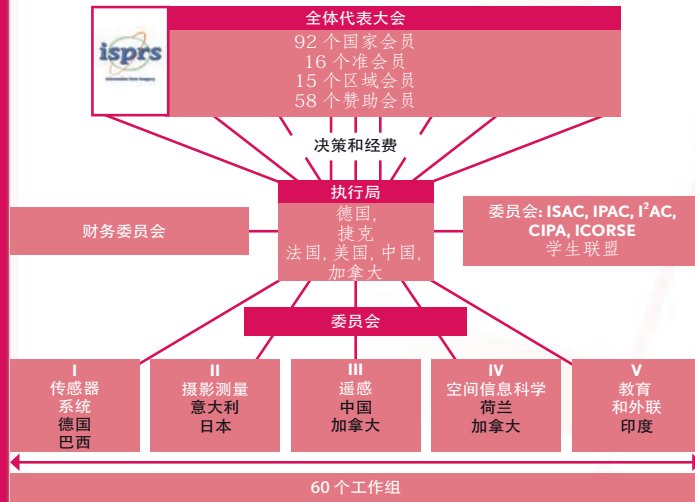 全体代表大会
isprs
92 个国家会员
16 个准会员
15 个区域会员
58 个赞助会员
决策和经费
执行局
德国,
捷克
法国, 美国, 中国,
加拿大
财务委员会
委员会: ISAC, IPAC, I²AC,
CIPA, ICORSE
学生联盟
委员会
I
传感器
系统
德国
巴西
II
摄影测量
意大利
日本
III
遥感
中国
加拿大
IV
空间信息科学
荷兰
加拿大
V
教育
和外联
印度
60 个工作组